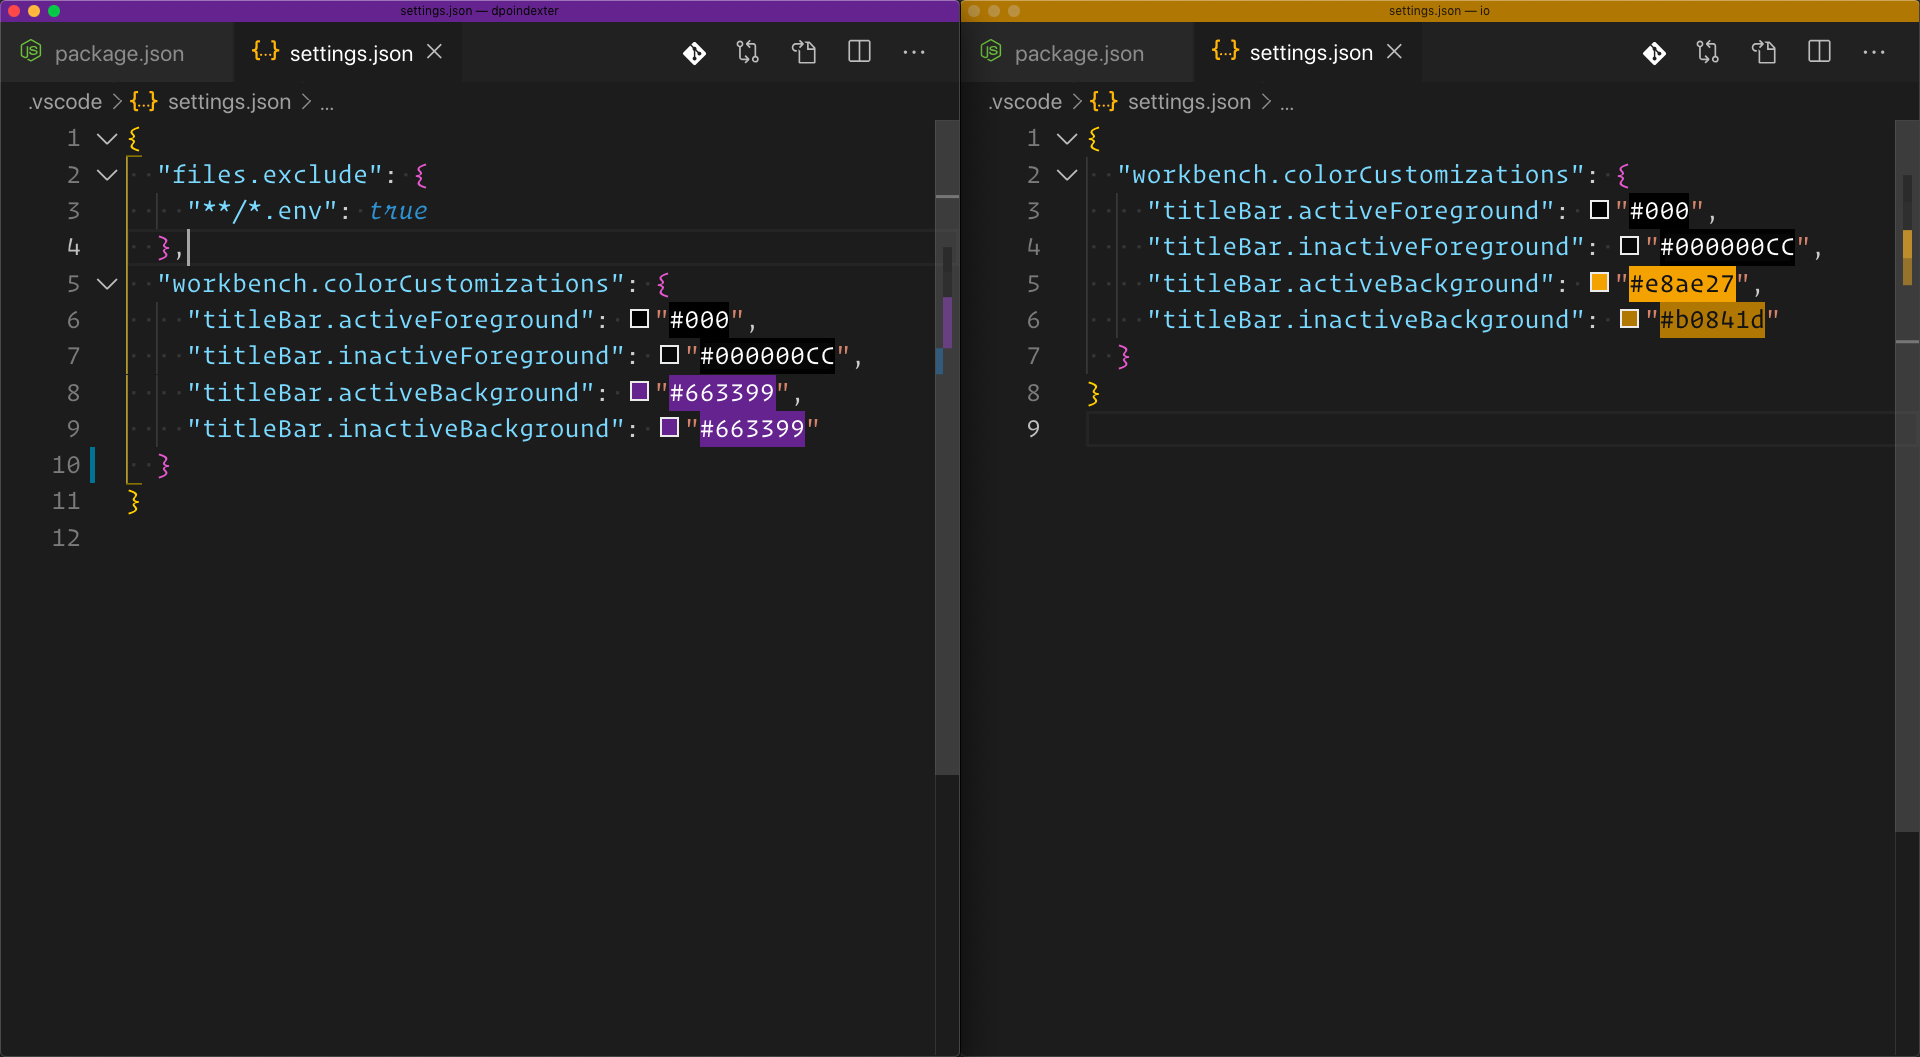 settings.json — dpoindexter
package.json
settings.json
.vscode > {..} settings.json > ...
1 {
2 "files.exclude": {
3 "**/*.env": true
4 },
5 "workbench.colorCustomizations": {
6 "titleBar.activeForeground": "#000",
7 "titleBar.inactiveForeground": "#000000CC",
8 "titleBar.activeBackground": "#663399",
9 "titleBar.inactiveBackground": "#663399"
10 }
11 }
12
settings.json — io
package.json
settings.json
.vscode > {..} settings.json > ...
1 {
2 "workbench.colorCustomizations": {
3 "titleBar.activeForeground": "#000",
4 "titleBar.inactiveForeground": "#000000CC",
5 "titleBar.activeBackground": "#e8ae27",
6 "titleBar.inactiveBackground": "#b0841d"
7 }
8 }
9